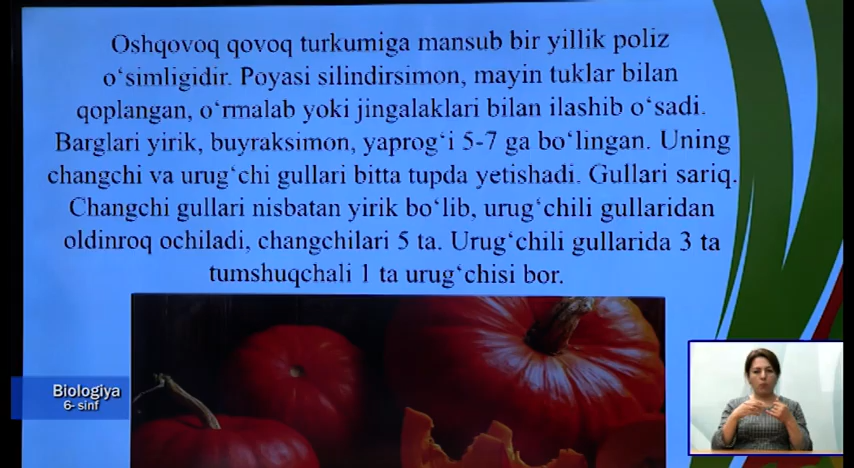 Oshqovoq qovoq turkumiga mansub bir yillik poliz
o‘simligidir. Poyasi silindirsimon, mayin tuklar bilan
qoplangan, o‘rmalab yoki jingalaklari bilan ilashib o‘sadi.
Barglari yirik, buyraksimon, yaprog‘i 5-7 ga bo‘lingan. Uning
changchi va urug‘chi gullari bitta tupda yetishadi. Gullari sariq.
Changchi gullari nisbatan yirik bo‘lib, urug‘chili gullaridan
oldinroq ochiladi, changchilari 5 ta. Urug‘chili gullarida 3 ta
tumshuqchali 1 ta urug‘chisi bor.
Biologiya
6- sinf